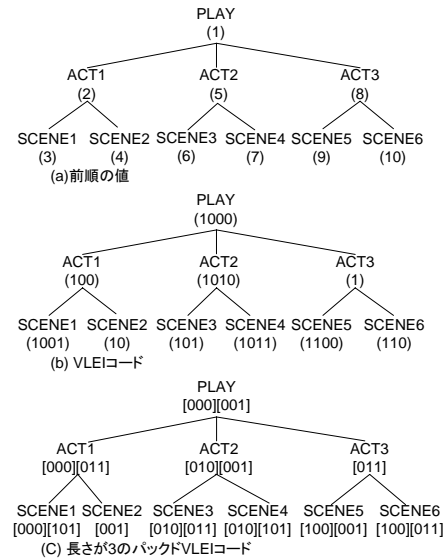 PLAY
(1)
ACT1 ACT2 ACT3
(2) (5) (8)
SCENE1 SCENE2 SCENE3 SCENE4 SCENE5 SCENE6
(3) (4) (6) (7) (9) (10)
(a)前順の値
PLAY
(1000)
ACT1 ACT2 ACT3
(100) (1010) (1)
SCENE1 SCENE2 SCENE3 SCENE4 SCENE5 SCENE6
(1001) (10) (101) (1011) (1100) (110)
(b) VLEIコード
PLAY
[000][001]
ACT1 ACT2 ACT3
[000][011] [010][001] [011]
SCENE1 SCENE2 SCENE3 SCENE4 SCENE5 SCENE6
[000][101] [001] [010][011] [010][101] [100][001] [100][011]
(C) 長さが3のパックドVLEIコード